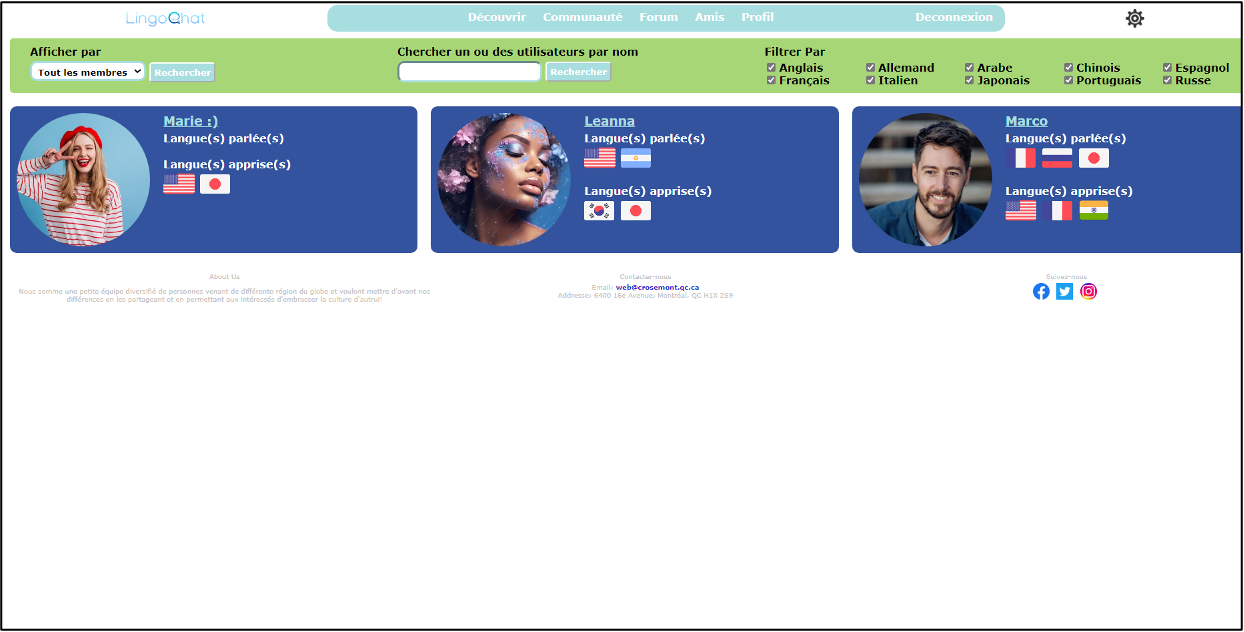 LingoChat
Découvrir Communauté Forum Amis Profil Deconnexion
Afficher par
Tout les membres Rechercher
Chercher un ou des utilisateurs par nom
Rechercher
Filtrer Par
Anglais Allemand Arabe Chinois Espagnol
Français Italien Japonais Portuguais Russe
Marie :)
Langue(s) parlée(s)
Langue(s) apprise(s)
Leanna
Langue(s) parlée(s)
Langue(s) apprise(s)
Marco
Langue(s) parlée(s)
Langue(s) apprise(s)
About Us
Nous somme une petite équipe diversifié de personnes venant de différente région du globe et voulont mettre d'avant nos
différences en les partageant et en permettant aux intéressés d'embrasser la culture d'autrui!
Contacter-nous
Email: web@crosemont.qc.ca
Addresse: 6400 16e Avenue, Montréal, QC H1X 2S9
Suivez-nous